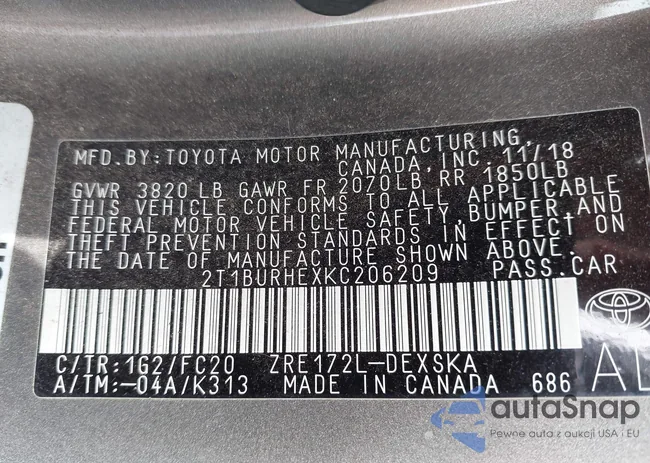 MFD. BY: TOYOTA MOTOR MANUFACTURING,
CANADA, INC. 11/18
GVWR 3820 LB GAWR FR 2070LB, RR 1850LB
THIS VEHICLE CONFORMS TO ALL APPLICABLE
FEDERAL MOTOR VEHICLE SAFETY, BUMPER, AND
THEFT PREVENTION STANDARDS IN EFFECT ON
THE DATE OF MANUFACTURE SHOWN ABOVE.
2T1BURHEXKC206209 PASS. CAR
C/TR: 1G2/FC20 ZRE172L-DEXSKA
A/TM:-04A/K313 MADE IN CANADA 686
AL
autaSnap
Pewne auta z aukcji USA i EU